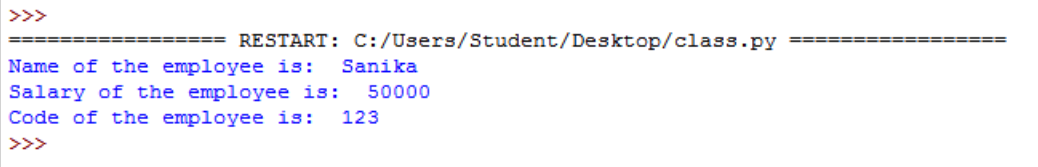 >>>
================= RESTART: C:/Users/Student/Desktop/class.py =================
Name of the employee is:  Sanika
Salary of the employee is:  50000
Code of the employee is:  123
>>>